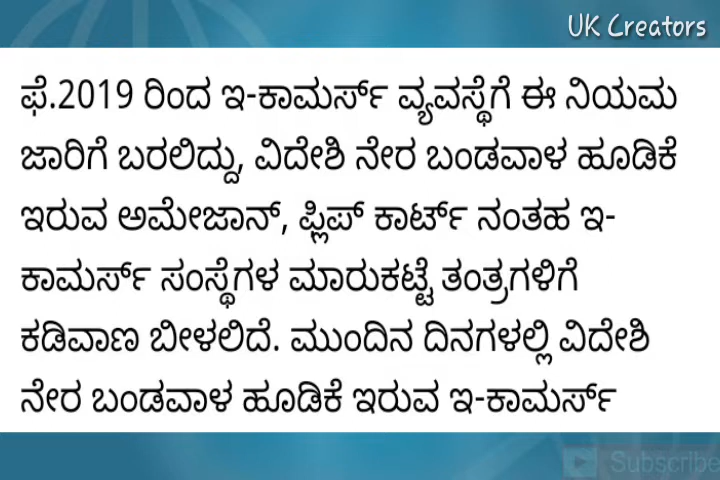 UK Creators
ಫೆ.2019 ರಿಂದ ಇ-ಕಾಮರ್ಸ್ ವ್ಯವಸ್ಥೆಗೆ ಈ ನಿಯಮ
ಜಾರಿಗೆ ಬರಲಿದ್ದು, ವಿದೇಶಿ ನೇರ ಬಂಡವಾಳ ಹೂಡಿಕೆ
ಇರುವ ಅಮೇಜಾನ್, ಫ್ಲಿಪ್ ಕಾರ್ಟ್ ನಂತಹ ಇ-
ಕಾಮರ್ಸ್ ಸಂಸ್ಥೆಗಳ ಮಾರುಕಟ್ಟೆ ತಂತ್ರಗಳಿಗೆ
ಕಡಿವಾಣ ಬೀಳಲಿದೆ. ಮುಂದಿನ ದಿನಗಳಲ್ಲಿ ವಿದೇಶಿ
ನೇರ ಬಂಡವಾಳ ಹೂಡಿಕೆ ಇರುವ ಇ-ಕಾಮರ್ಸ್
Subscribe